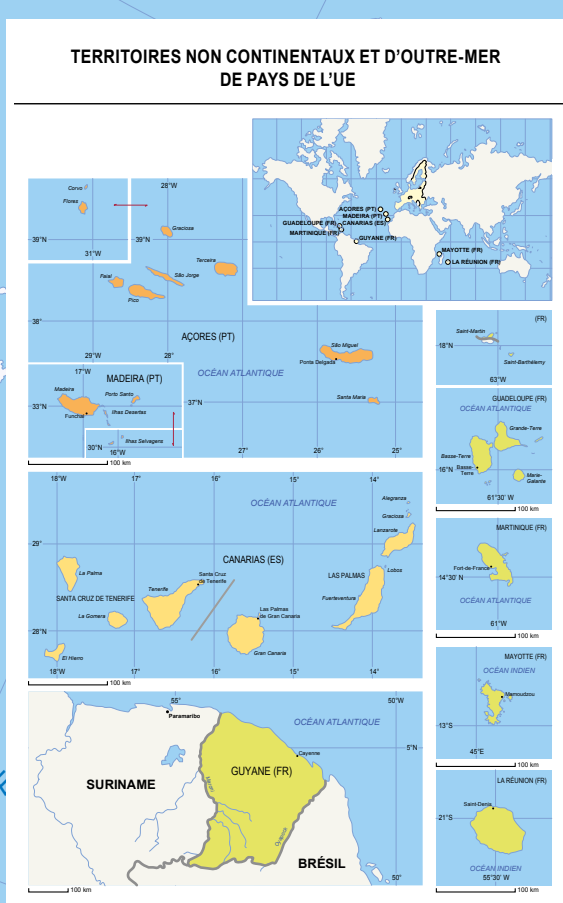 TERRITOIRES NON CONTINENTAUX ET D'OUTRE-MER
DE PAYS DE L'UE
AÇORES (PT)
MADEIRA (PT)
CANARIAS (ES)
GUADELOUPE (FR)
MARTINIQUE (FR)
GUYANE (FR)
MAYOTTE (FR)
LA RÉUNION (FR)
Corvo
Flores
39°N
31°W
28°W
Graciosa
39°N
Terceira
Faial
São Jorge
Pico
38°
29°W
28°
AÇORES (PT)
OCÉAN ATLANTIQUE
São Miguel
Ponta Delgada
Santa Maria
37°N
27°
26°
25°
17°W
MADEIRA (PT)
Madeira
Porto Santo
33°N
Funchal
Ilhas Desertas
Ilhas Selvagens
30°N
16°W
100 km
(FR)
Saint-Martin
18°N
Saint-Barthélemy
63°W
GUADELOUPE (FR)
OCÉAN ATLANTIQUE
Grande-Terre
Basse-Terre
Basse-
Terre
16°N
Marie-
Galante
61°30' W
100 km
18°W
17°
16°
15°
14°
OCÉAN ATLANTIQUE
Alegranza
Graciosa
Lanzarote
29°
CANARIAS (ES)
La Palma
Santa Cruz
de Tenerife
LAS PALMAS
Lobos
Tenerife
SANTA CRUZ DE TENERIFE
Fuerteventura
La Gomera
Las Palmas
de Gran Canaria
28°N
El Hierro
Gran Canaria
18°W
17°
16°
15°
14°
100 km
MARTINIQUE (FR)
Fort-de-France
14°30' N
OCÉAN ATLANTIQUE
61°W
100 km
MAYOTTE (FR)
OCÉAN INDIEN
Mamoudzou
13°S
45°E
100 km
55°
50°W
Paramaribo
OCÉAN ATLANTIQUE
5°N
Cayenne
GUYANE (FR)
Maroni
SURINAME
Oyapock
BRÉSIL
50°
100 km
LA RÉUNION (FR)
Saint-Denis
21°S
OCÉAN INDIEN
55°30' W
100 km